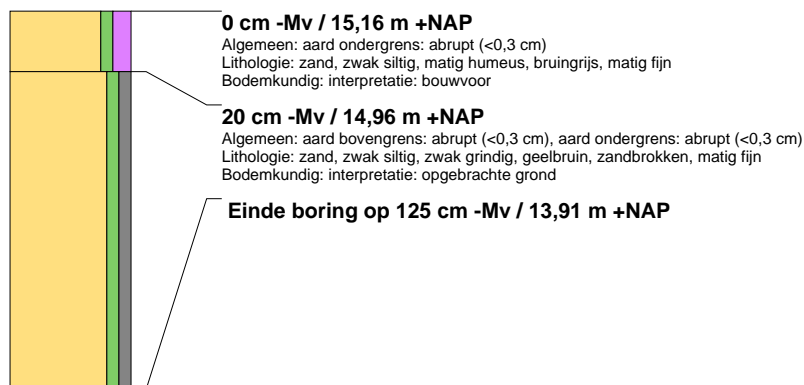 0 cm -Mv / 15,16 m +NAP
Algemeen: aard ondergrens: abrupt (<0,3 cm)
Lithologie: zand, zwak siltig, matig humeus, bruingrijs, matig fijn
Bodemkundig: interpretatie: bouwvoor
20 cm -Mv / 14,96 m +NAP
Algemeen: aard bovengrens: abrupt (<0,3 cm), aard ondergrens: abrupt (<0,3 cm)
Lithologie: zand, zwak siltig, zwak grindig, geelbruin, zandbrokken, matig fijn
Bodemkundig: interpretatie: opgebrachte grond
Einde boring op 125 cm -Mv / 13,91 m +NAP